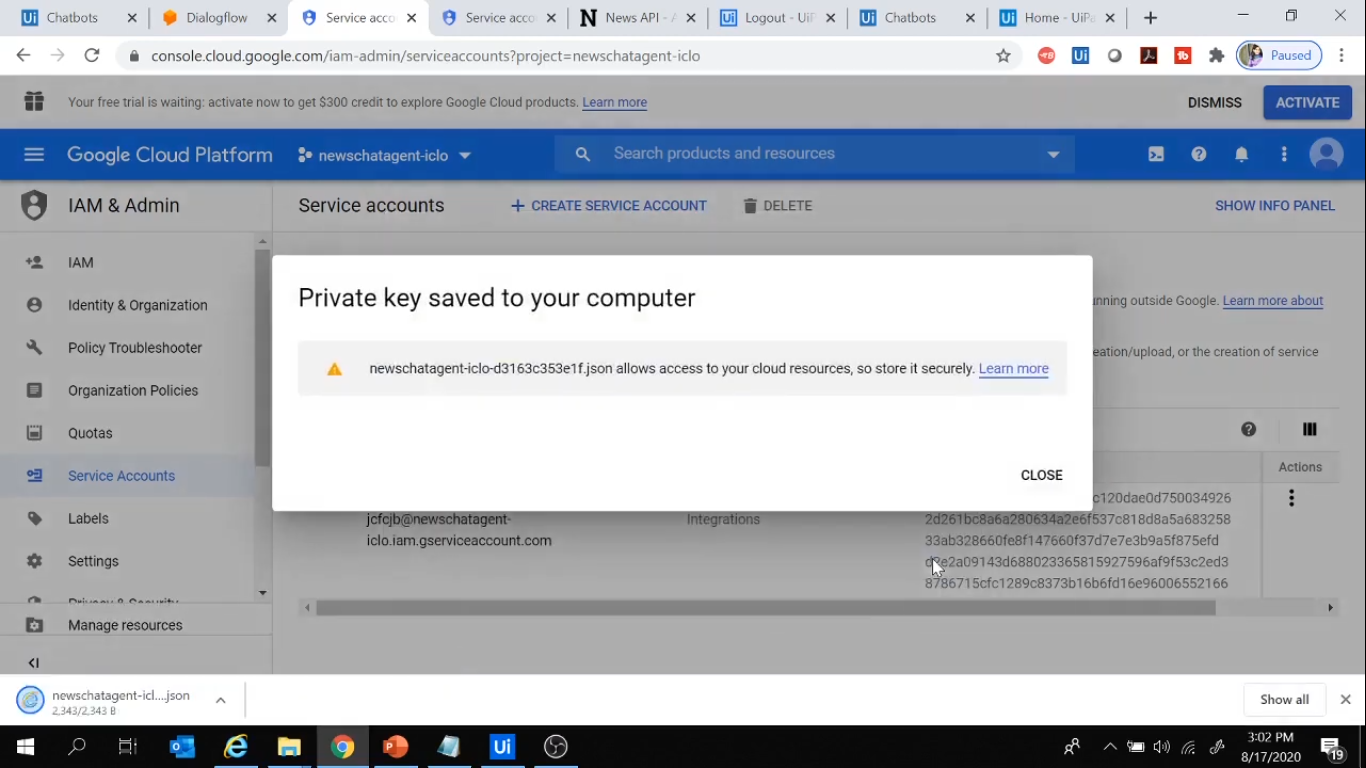 Chatbots
Dialogflow
Service acco
Service acco
News API - A
Logout - UiP
Chatbots
Home - UiPa
console.cloud.google.com/iam-admin/serviceaccounts?project=newschatagent-iclo
Paused
Your free trial is waiting: activate now to get $300 credit to explore Google Cloud products. Learn more
DISMISS
ACTIVATE
Google Cloud Platform
newschatagent-iclo
Search products and resources
IAM & Admin
Service accounts
CREATE SERVICE ACCOUNT
DELETE
SHOW INFO PANEL
IAM
Identity & Organization
Policy Troubleshooter
Organization Policies
Quotas
Service Accounts
Labels
Settings
Privacy & Security
Manage resources
unning outside Google. Learn more about
eation/upload, or the creation of service
Private key saved to your computer
newschatagent-iclo-d3163c353e1f.json allows access to your cloud resources, so store it securely. Learn more
CLOSE
Actions
c120dae0d750034926
jcfcjb@newschatagent-
Integrations
2d261bc8a6a280634a2e6f537c818d8a5a683258
iclo.iam.gserviceaccount.com
33ab328660fe8f147660f37d7e7e3b9a5f875efd
8786715cfc1289c8373b16b6fd16e96006552166
newschatagent-icl....json
2,343/2,343 B
Show all
Ui
3:02 PM
8/17/2020
19